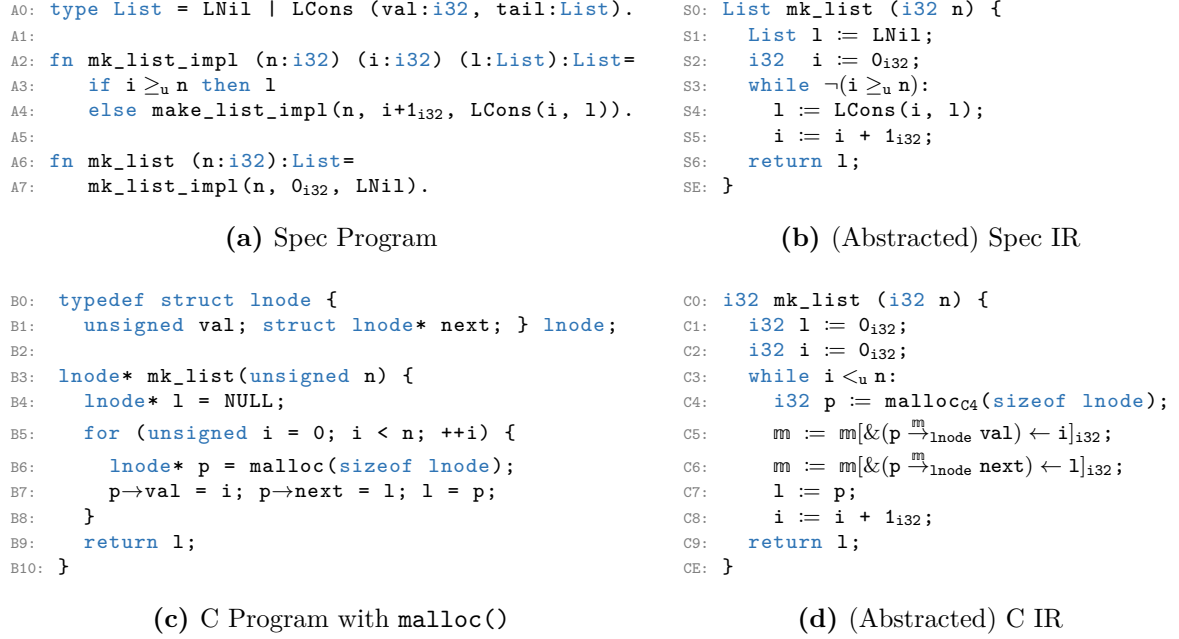 A0: type List = LNil | LCons (val:i32, tail:List).
A1:
A2: fn mk_list_impl (n:i32) (i:i32) (l:List):List=
A3: if i ≥ᵤ n then l
A4: else make_list_impl(n, i+1ᵢ₃₂, LCons(i, l)).
A5:
A6: fn mk_list (n:i32):List=
A7: mk_list_impl(n, 0ᵢ₃₂, LNil).
(a) Spec Program
S0: List mk_list (i32 n) {
S1: List l := LNil;
S2: i32 i := 0ᵢ₃₂;
S3: while ¬(i ≥ᵤ n):
S4: l := LCons(i, l);
S5: i := i + 1ᵢ₃₂;
S6: return l;
SE: }
(b) (Abstracted) Spec IR
B0: typedef struct lnode {
B1: unsigned val; struct lnode* next; } lnode;
B2:
B3: lnode* mk_list(unsigned n) {
B4: lnode* l = NULL;
B5: for (unsigned i = 0; i < n; ++i) {
B6: lnode* p = malloc(sizeof lnode);
B7: p→val = i; p→next = l; l = p;
B8: }
B9: return l;
B10: }
(c) C Program with malloc()
C0: i32 mk_list (i32 n) {
C1: i32 l := 0ᵢ₃₂;
C2: i32 i := 0ᵢ₃₂;
C3: while i <ᵤ n:
C4: i32 p := malloc_C4(sizeof lnode);
C5: 𝕞 := 𝕞[&(p →^𝕞_lnode val) ← i]ᵢ₃₂;
C6: 𝕞 := 𝕞[&(p →^𝕞_lnode next) ← l]ᵢ₃₂;
C7: l := p;
C8: i := i + 1ᵢ₃₂;
C9: return l;
CE: }
(d) (Abstracted) C IR